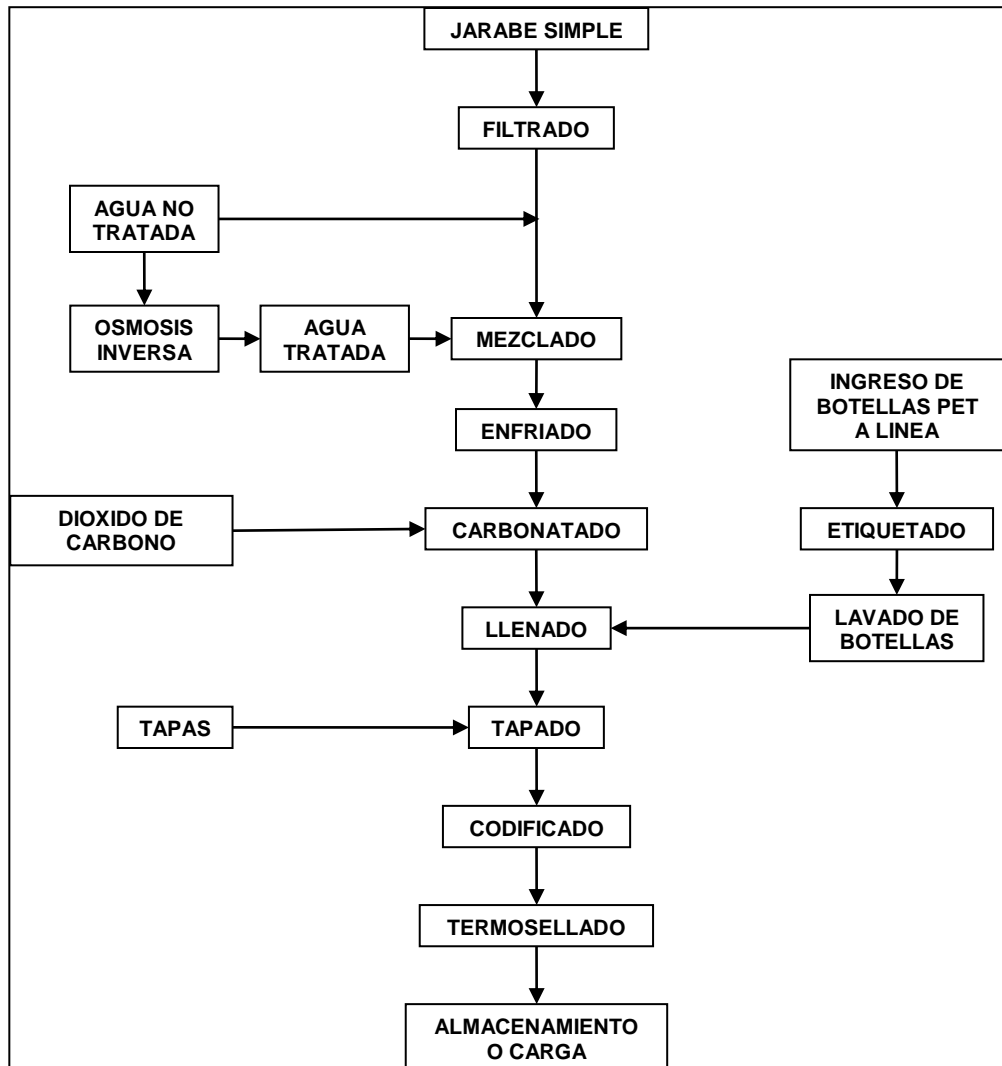 JARABE SIMPLE
FILTRADO
AGUA NO
TRATADA
OSMOSIS
INVERSA
AGUA
TRATADA
MEZCLADO
INGRESO DE
BOTELLAS PET
A LINEA
ENFRIADO
DIOXIDO DE
CARBONO
CARBONATADO
ETIQUETADO
LLENADO
LAVADO DE
BOTELLAS
TAPAS
TAPADO
CODIFICADO
TERMOSELLADO
ALMACENAMIENTO
O CARGA